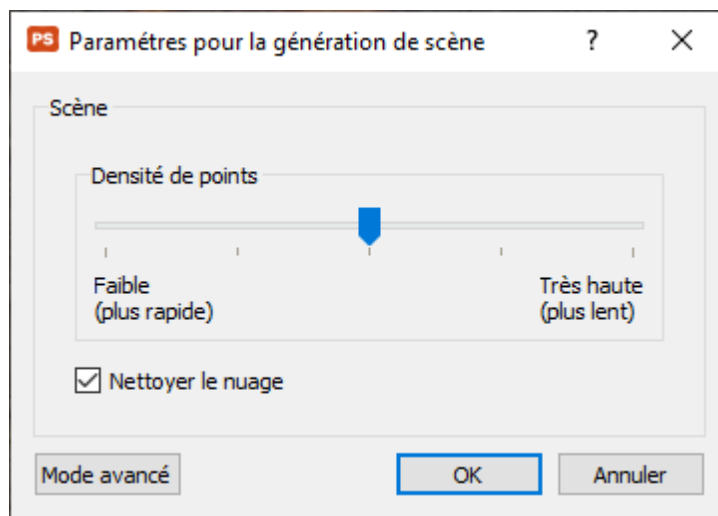 PS Paramétres pour la génération de scène ? 
Scène
Densité de points
Faible Très haute
(plus rapide) (plus lent)
Nettoyer le nuage
Mode avancé OK Annuler